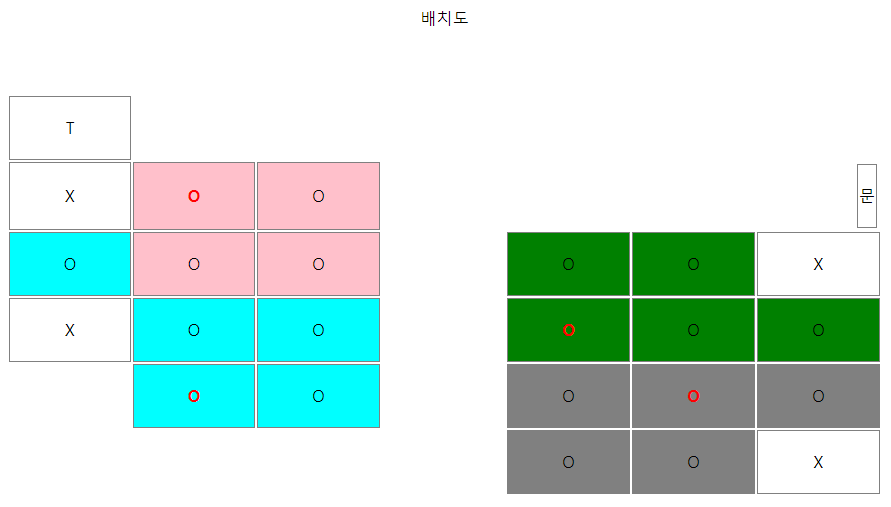 배치도
T
X O O 문
O O O O O X
X O O O O O
O O O O O
O O X